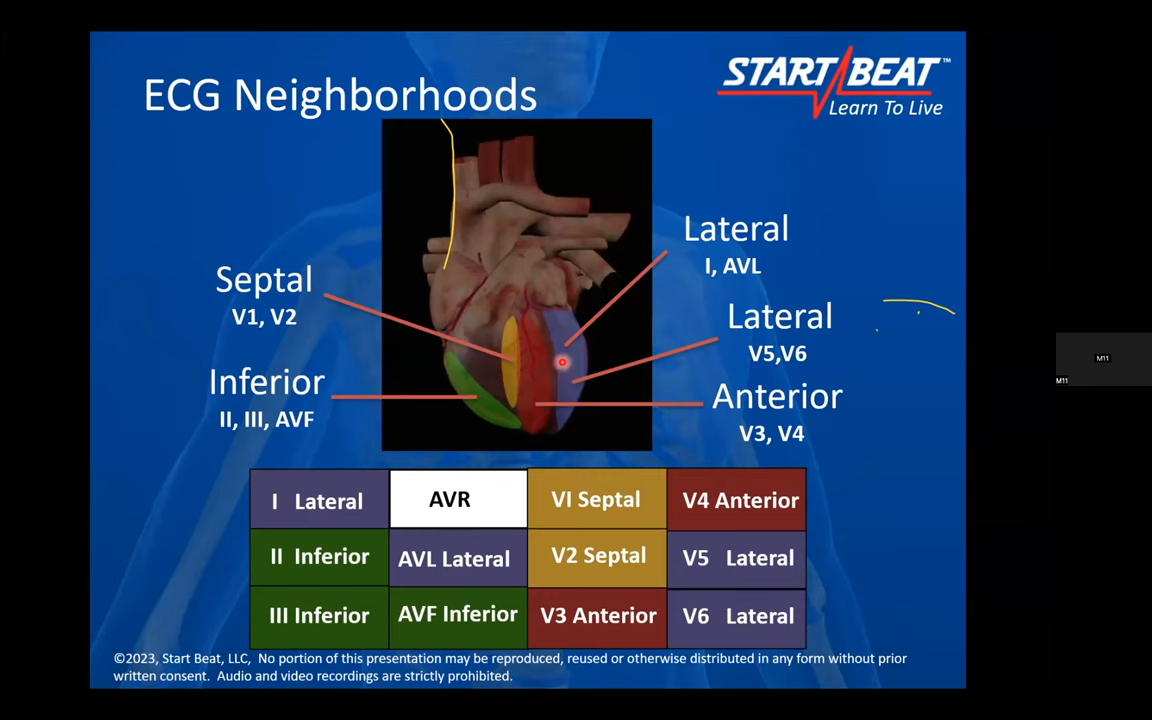 ECG Neighborhoods
START BEAT™
Learn To Live
Lateral
I, AVL
Septal
V1, V2
Lateral
V5,V6
Inferior
II, III, AVF
Anterior
V3, V4
M11
M11
I Lateral
AVR
VI Septal
V4 Anterior
II Inferior
AVL Lateral
V2 Septal
V5 Lateral
III Inferior
AVF Inferior
V3 Anterior
V6 Lateral
©2023, Start Beat, LLC, No portion of this presentation may be reproduced, reused or otherwise distributed in any form without prior
written consent. Audio and video recordings are strictly prohibited.